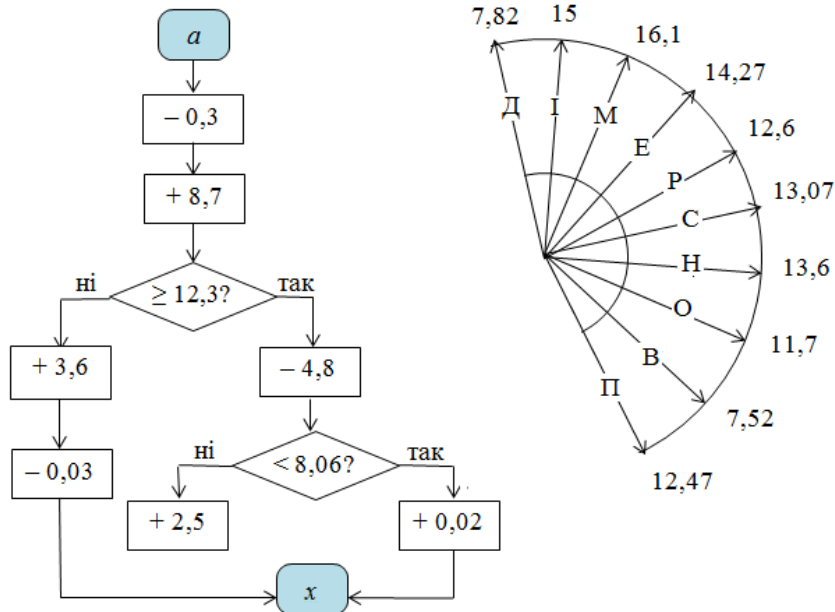 a
– 0,3
+ 8,7
≥ 12,3?
ні
так
+ 3,6
– 4,8
– 0,03
< 8,06?
ні
так
+ 2,5
+ 0,02
x
7,82
15
16,1
14,27
12,6
13,07
13,6
11,7
7,52
12,47
Д
І
М
Е
Р
С
Н
О
В
П